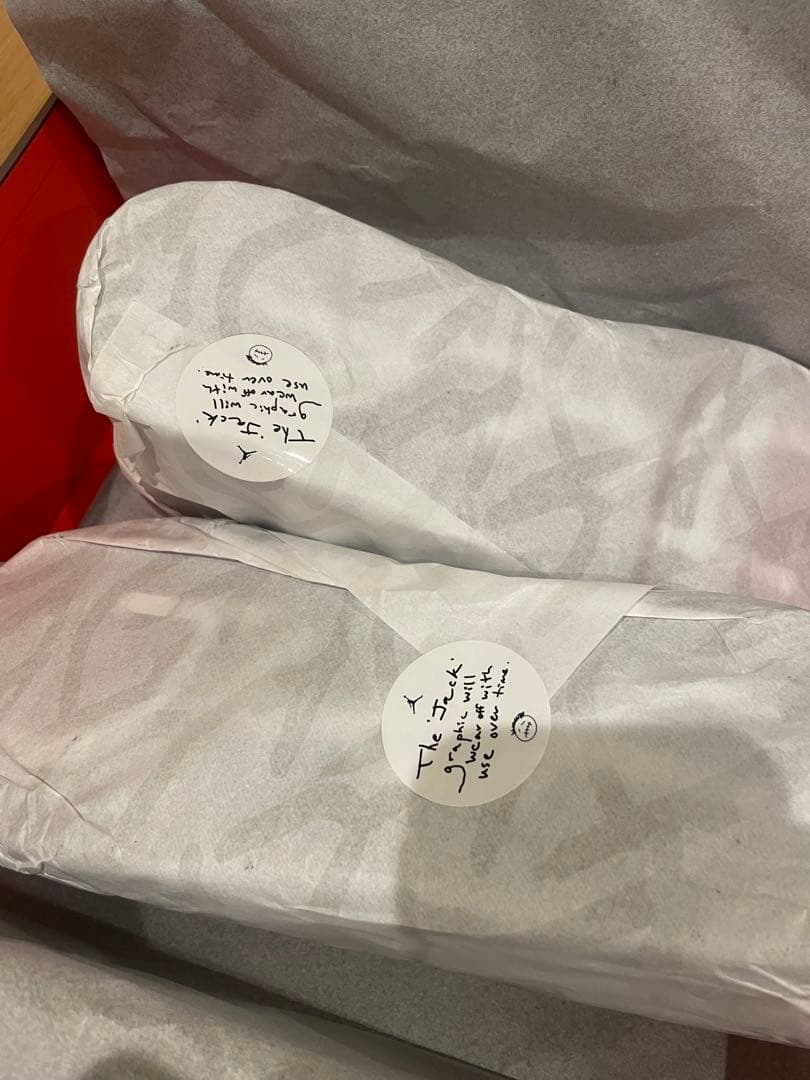 The 'Jack'
graphic will
wear off with
use over time.
The 'Jack'
graphic will
wear off with
use over time.